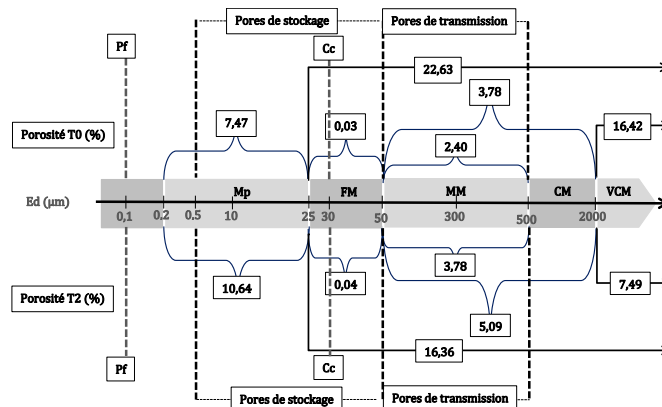 Pores de stockage
Pores de transmission
Pf
Cc
22,63
3,78
7,47
0,03
16,42
Porosité T0 (%)
2,40
Mp
FM
MM
CM
VCM
Ed (µm)
0,1
0.2
0.5
10
25
30
50
300
500
2000
3,78
10,64
0,04
7,49
Porosité T2 (%)
5,09
16,36
Pf
Cc
Pores de stockage
Pores de transmission